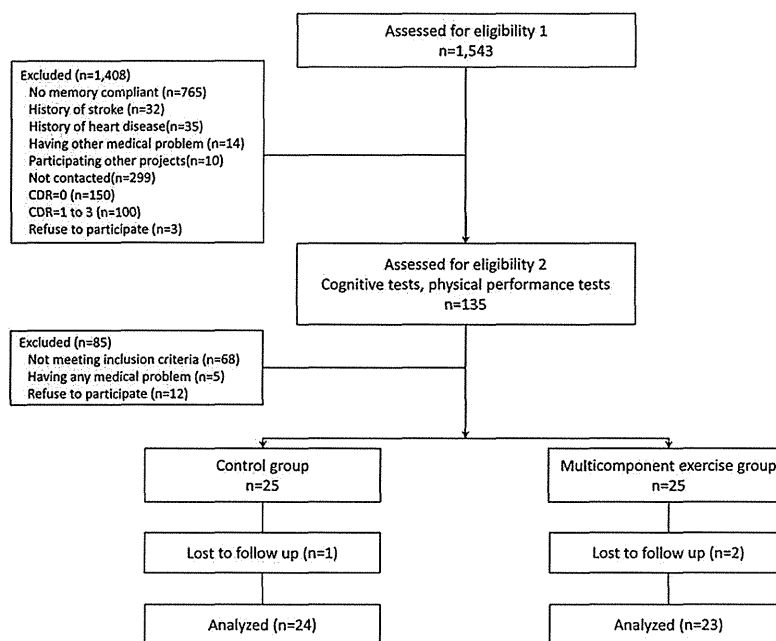 Assessed for eligibility 1
n=1,543
Excluded (n=1,408)
No memory compliant (n=765)
History of stroke (n=32)
History of heart disease(n=35)
Having other medical problem (n=14)
Participating other projects(n=10)
Not contacted(n=299)
CDR=0 (n=150)
CDR=1 to 3 (n=100)
Refuse to participate (n=3)
Assessed for eligibility 2
Cognitive tests, physical performance tests
n=135
Excluded (n=85)
Not meeting inclusion criteria (n=68)
Having any medical problem (n=5)
Refuse to participate (n=12)
Control group
n=25
Multicomponent exercise group
n=25
Lost to follow up (n=1)
Lost to follow up (n=2)
Analyzed (n=24)
Analyzed (n=23)